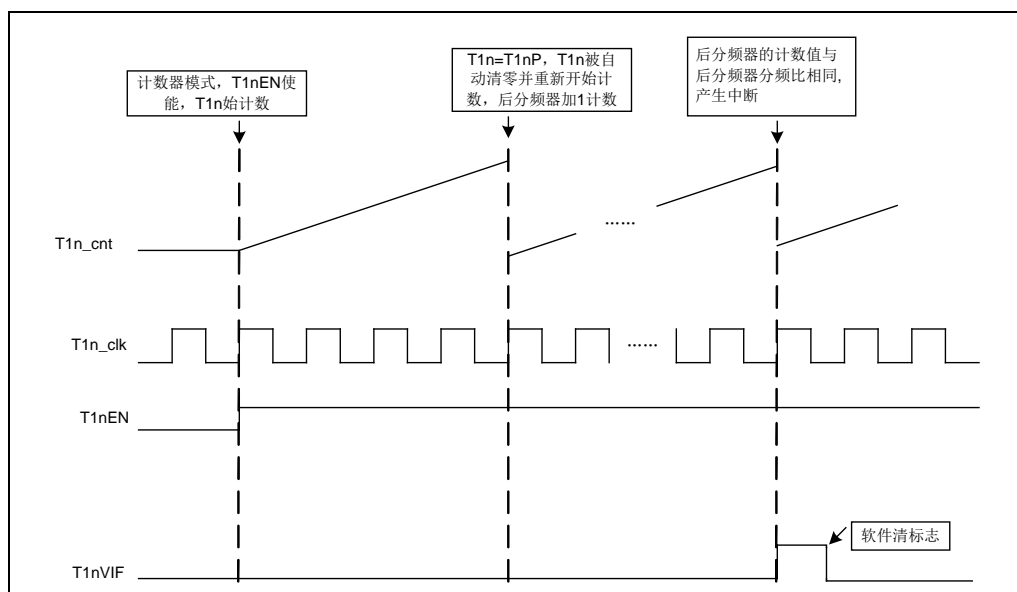 计数器模式，T1nEN使
能，T1n始计数
T1n=T1nP，T1n被自
动清零并重新开始计
数，后分频器加1计数
后分频器的计数值与
后分频器分频比相同,
产生中断
T1n_cnt
......
T1n_clk
......
T1nEN
软件清标志
T1nVIF